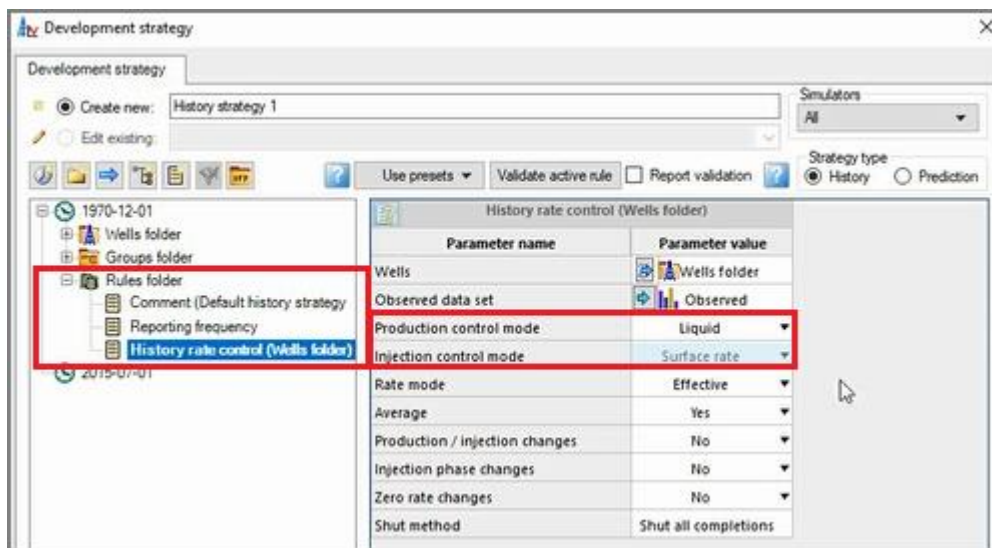 Development strategy
Development strategy
Create new: History strategy 1
Simulators
All
Edit existing:
Strategy type
Use presets Validate active rule Report validation History Prediction
1970-12-01
Wells folder
Groups folder
Rules folder
Comment (Default history strategy
Reporting frequency
History rate control (Wells folder)
2015-07-01
History rate control (Wells folder)
Parameter name Parameter value
Wells Wells folder
Observed data set Observed
Production control mode Liquid
Injection control mode Surface rate
Rate mode Effective
Average Yes
Production / injection changes No
Injection phase changes No
Zero rate changes No
Shut method Shut all completions